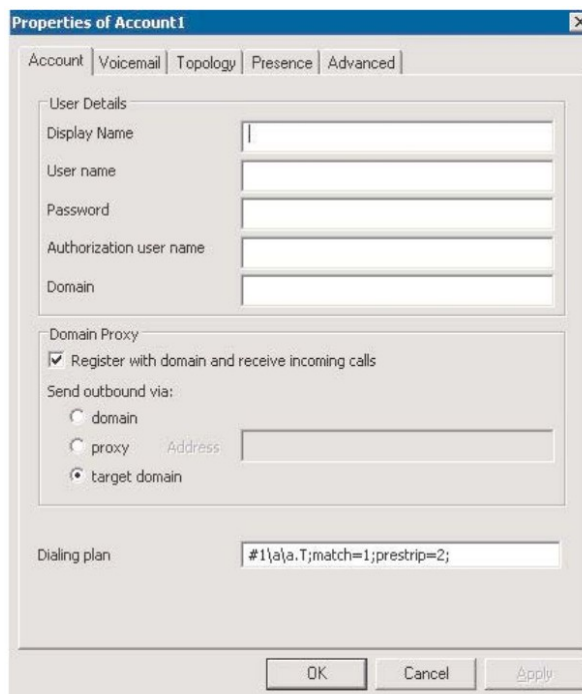 Properties of Account1
Account Voicemail Topology Presence Advanced
User Details
Display Name
User name
Password
Authorization user name
Domain
Domain Proxy
Register with domain and receive incoming calls
Send outbound via:
domain
proxy Address
target domain
Dialing plan #1\a\a.T;match=1;prestrip=2;
OK Cancel Apply